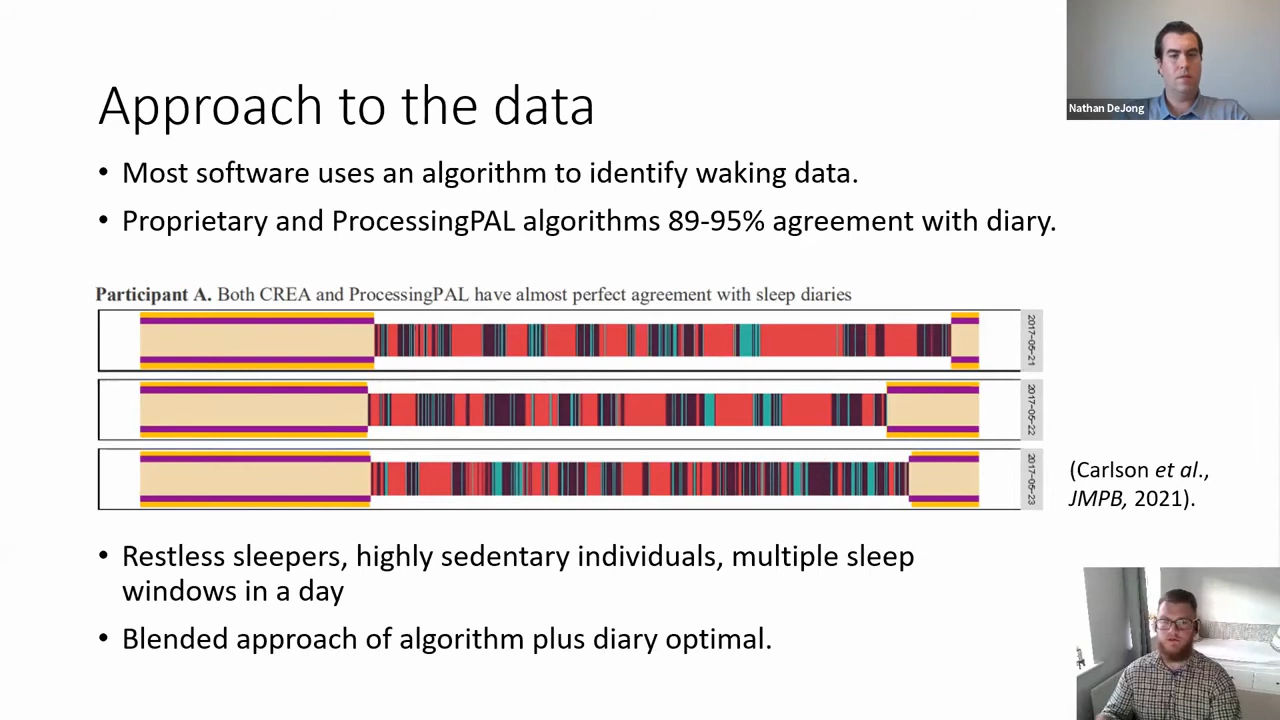 Approach to the data
• Most software uses an algorithm to identify waking data.
• Proprietary and ProcessingPAL algorithms 89-95% agreement with diary.
Participant A. Both CREA and ProcessingPAL have almost perfect agreement with sleep diaries
2017-05-21
2017-05-22
2017-05-23
(Carlson et al.,
JMPB, 2021).
• Restless sleepers, highly sedentary individuals, multiple sleep
windows in a day
• Blended approach of algorithm plus diary optimal.
Nathan DeJong